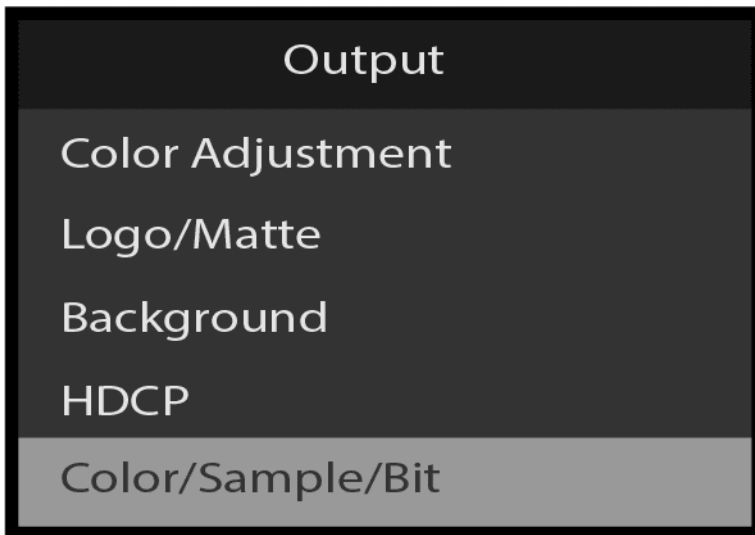 Output
Color Adjustment
Logo/Matte
Background
HDCP
Color/Sample/Bit